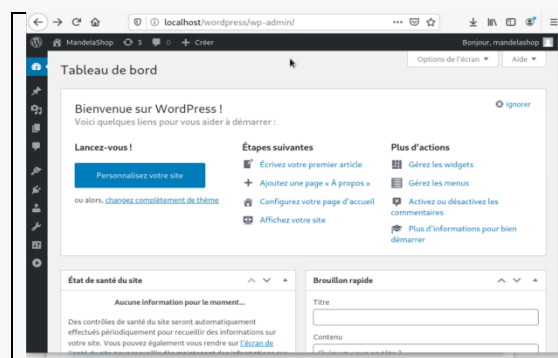 localhost/wordpress/wp-admin/
MandelaShop 3 0 + Créer Bonjour, mandelashop
Options de l'écran ▼ Aide ▼
Tableau de bord
Bienvenue sur WordPress !
Ignorer
Voici quelques liens pour vous aider à démarrer :
Lancez-vous !
Personnalisez votre site
ou alors, changez complètement de thème
Étapes suivantes
Écrivez votre premier article
Ajoutez une page « À propos »
Configurez votre page d'accueil
Affichez votre site
Plus d'actions
Gérez les widgets
Gérez les menus
Activez ou désactivez les
commentaires
Plus d'informations pour bien
démarrer
État de santé du site
Aucune information pour le moment...
Des contrôles de santé du site seront automatiquement
effectués périodiquement pour recueillir des informations sur
votre site. Vous pouvez également vous rendre sur l'écran de
Brouillon rapide
Titre
Contenu